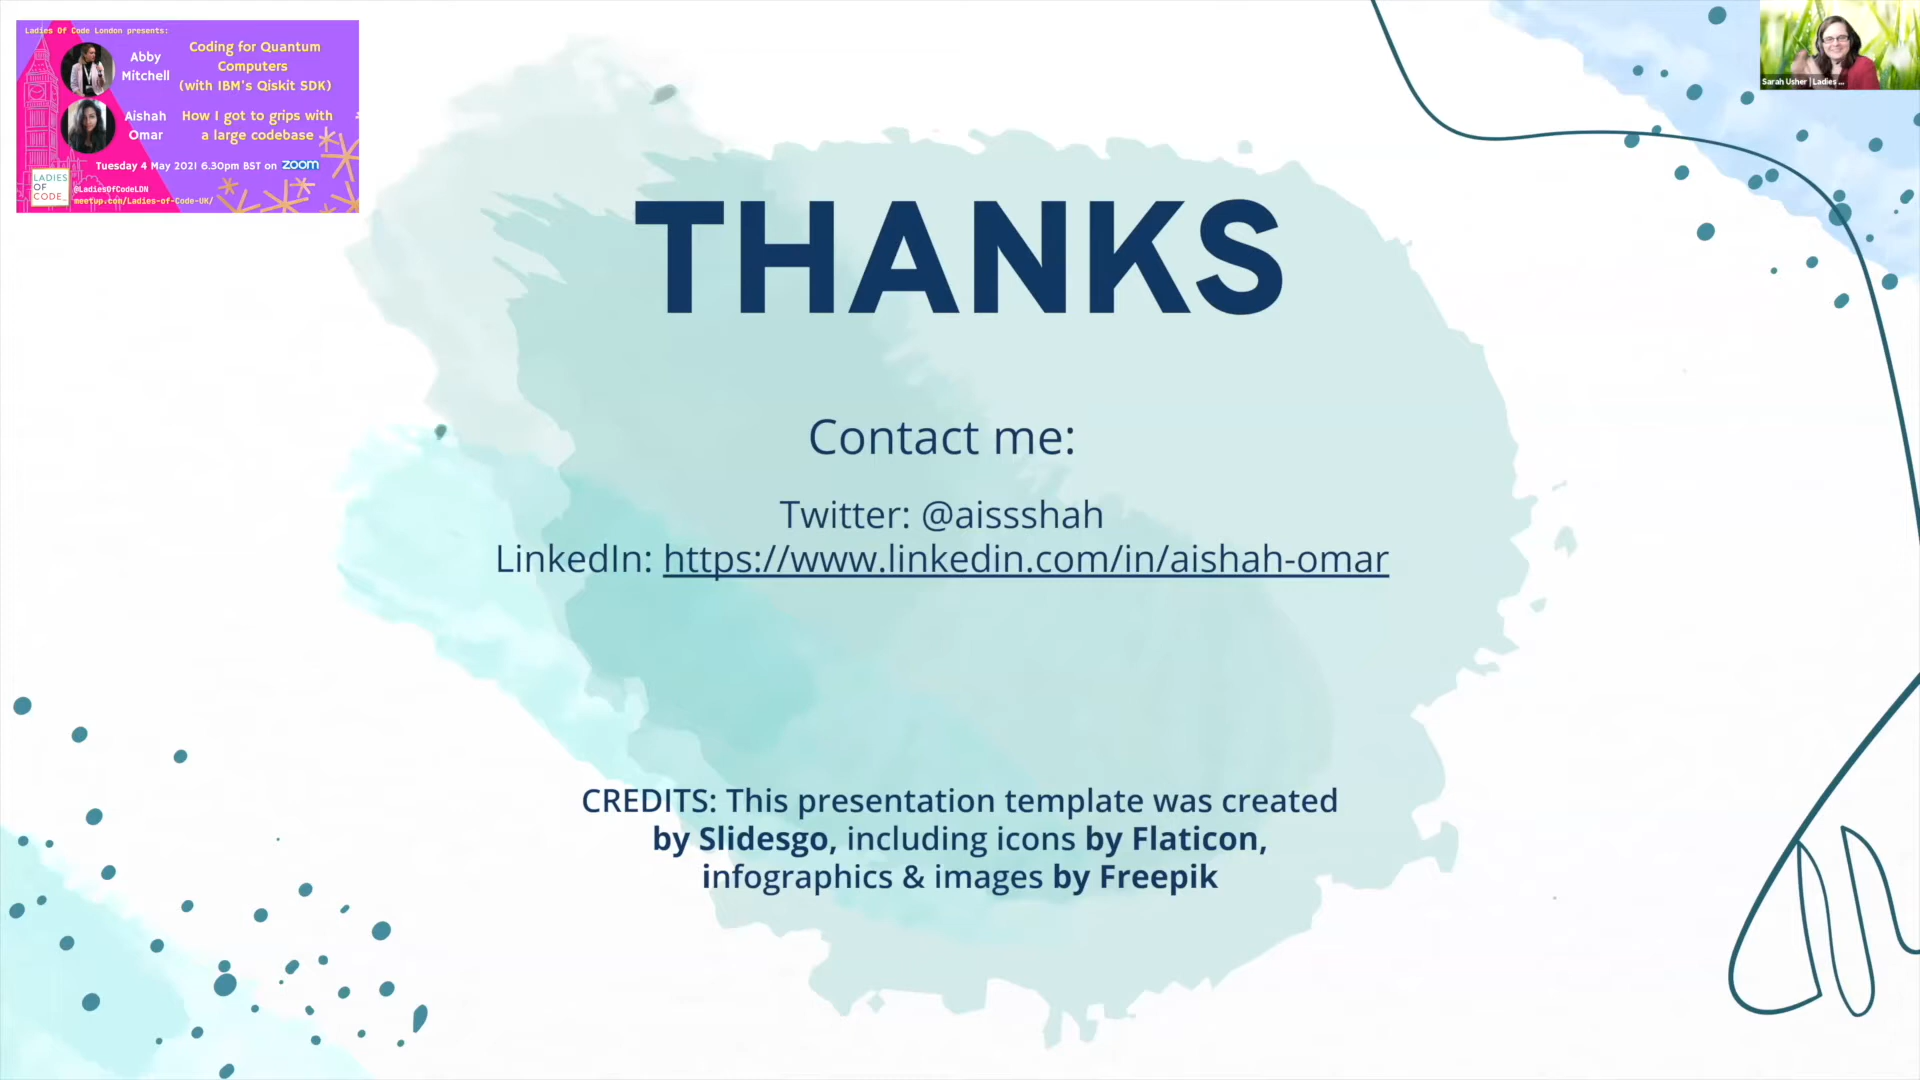 Ladies Of Code London presents:
Abby
Mitchell
Coding for Quantum
Computers
(with IBM's Qiskit SDK)
Aishah
Omar
How I got to grips with
a large codebase
Tuesday 4 May 2021 6.30pm BST on zoom
LADIES
OF
CODE_
@LadiesOfCodeLDN
meetup.com/Ladies-of-Code-UK/
Sarah Usher | Ladies ...
THANKS
Contact me:
Twitter: @aissshah
LinkedIn: https://www.linkedin.com/in/aishah-omar
CREDITS: This presentation template was created
by Slidesgo, including icons by Flaticon,
infographics & images by Freepik